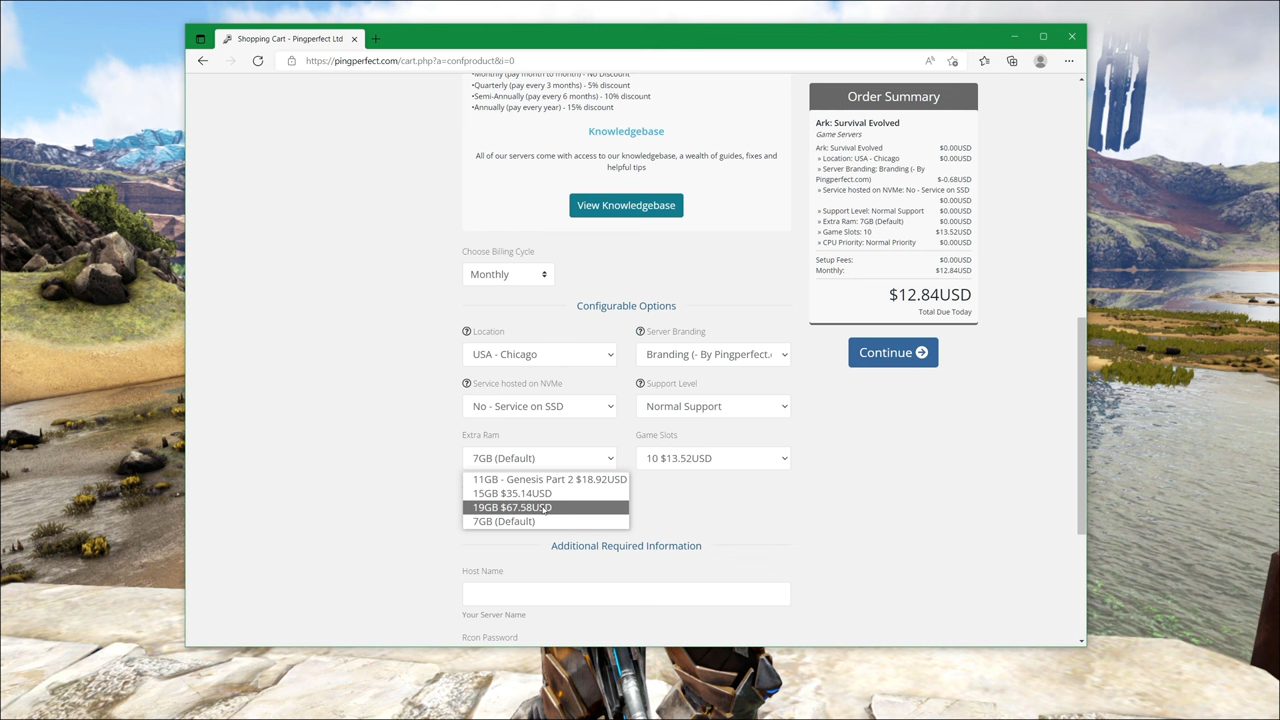 Shopping Cart - Pingperfect Ltd
https://pingperfect.com/cart.php?a=confproduct&i=0
•Monthly (pay month to month) - No Discount
•Quarterly (pay every 3 months) - 5% discount
•Semi-Annually (pay every 6 months) - 10% discount
•Annually (pay every year) - 15% discount
Knowledgebase
All of our servers come with access to our knowledgebase, a wealth of guides, fixes and
helpful tips
View Knowledgebase
Choose Billing Cycle
Monthly
Configurable Options
Location
Server Branding
USA - Chicago
Branding (- By Pingperfect.
Service hosted on NVMe
Support Level
No - Service on SSD
Normal Support
Extra Ram
Game Slots
7GB (Default)
10 $13.52USD
11GB - Genesis Part 2 $18.92USD
15GB $35.14USD
19GB $67.58USD
7GB (Default)
Additional Required Information
Host Name
Your Server Name
Rcon Password
Order Summary
Ark: Survival Evolved
Game Servers
Ark: Survival Evolved $0.00USD
» Location: USA - Chicago $0.00USD
» Server Branding: Branding (- By
Pingperfect.com) $-0.68USD
» Service hosted on NVMe: No - Service on SSD
$0.00USD
» Support Level: Normal Support $0.00USD
» Extra Ram: 7GB (Default) $0.00USD
» Game Slots: 10 $13.52USD
» CPU Priority: Normal Priority $0.00USD
Setup Fees: $0.00USD
Monthly: $12.84USD
$12.84USD
Total Due Today
Continue